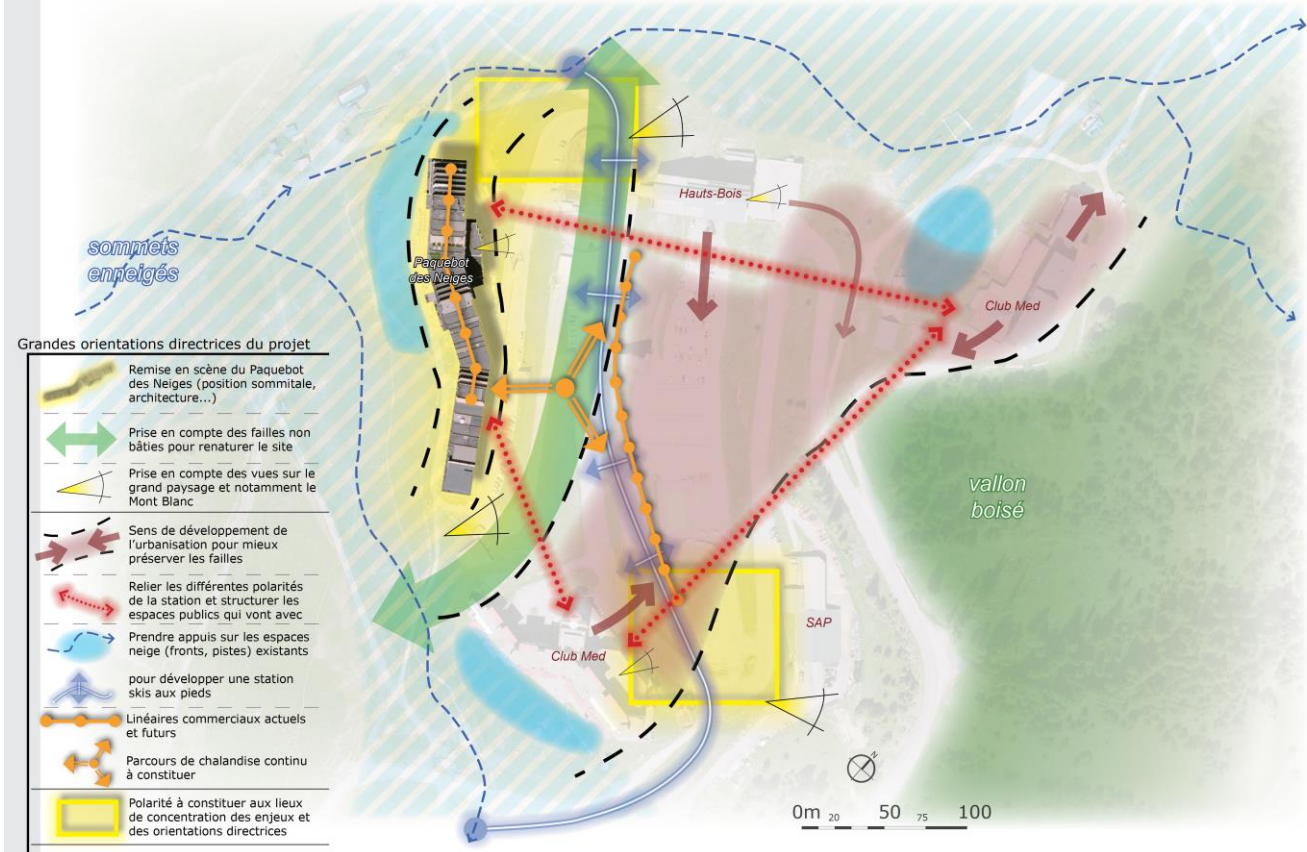 Hauts-Bois
sommets
enneigés
Paquebot
des Neiges
Club Med
vallon
boisé
Club Med
SAP
N
0m 20 50 75 100
Grandes orientations directrices du projet
Remise en scène du Paquebot
des Neiges (position sommitale,
architecture...)
Prise en compte des failles non
bâties pour renaturer le site
Prise en compte des vues sur le
grand paysage et notamment le
Mont Blanc
Sens de développement de
l'urbanisation pour mieux
préserver les failles
Relier les différentes polarités
de la station et structurer les
espaces publics qui vont avec
Prendre appuis sur les espaces
neige (fronts, pistes) existants
pour développer une station
skis aux pieds
Linéaires commerciaux actuels
et futurs
Parcours de chalandise continu
à constituer
Polarité à constituer aux lieux
de concentration des enjeux et
des orientations directrices